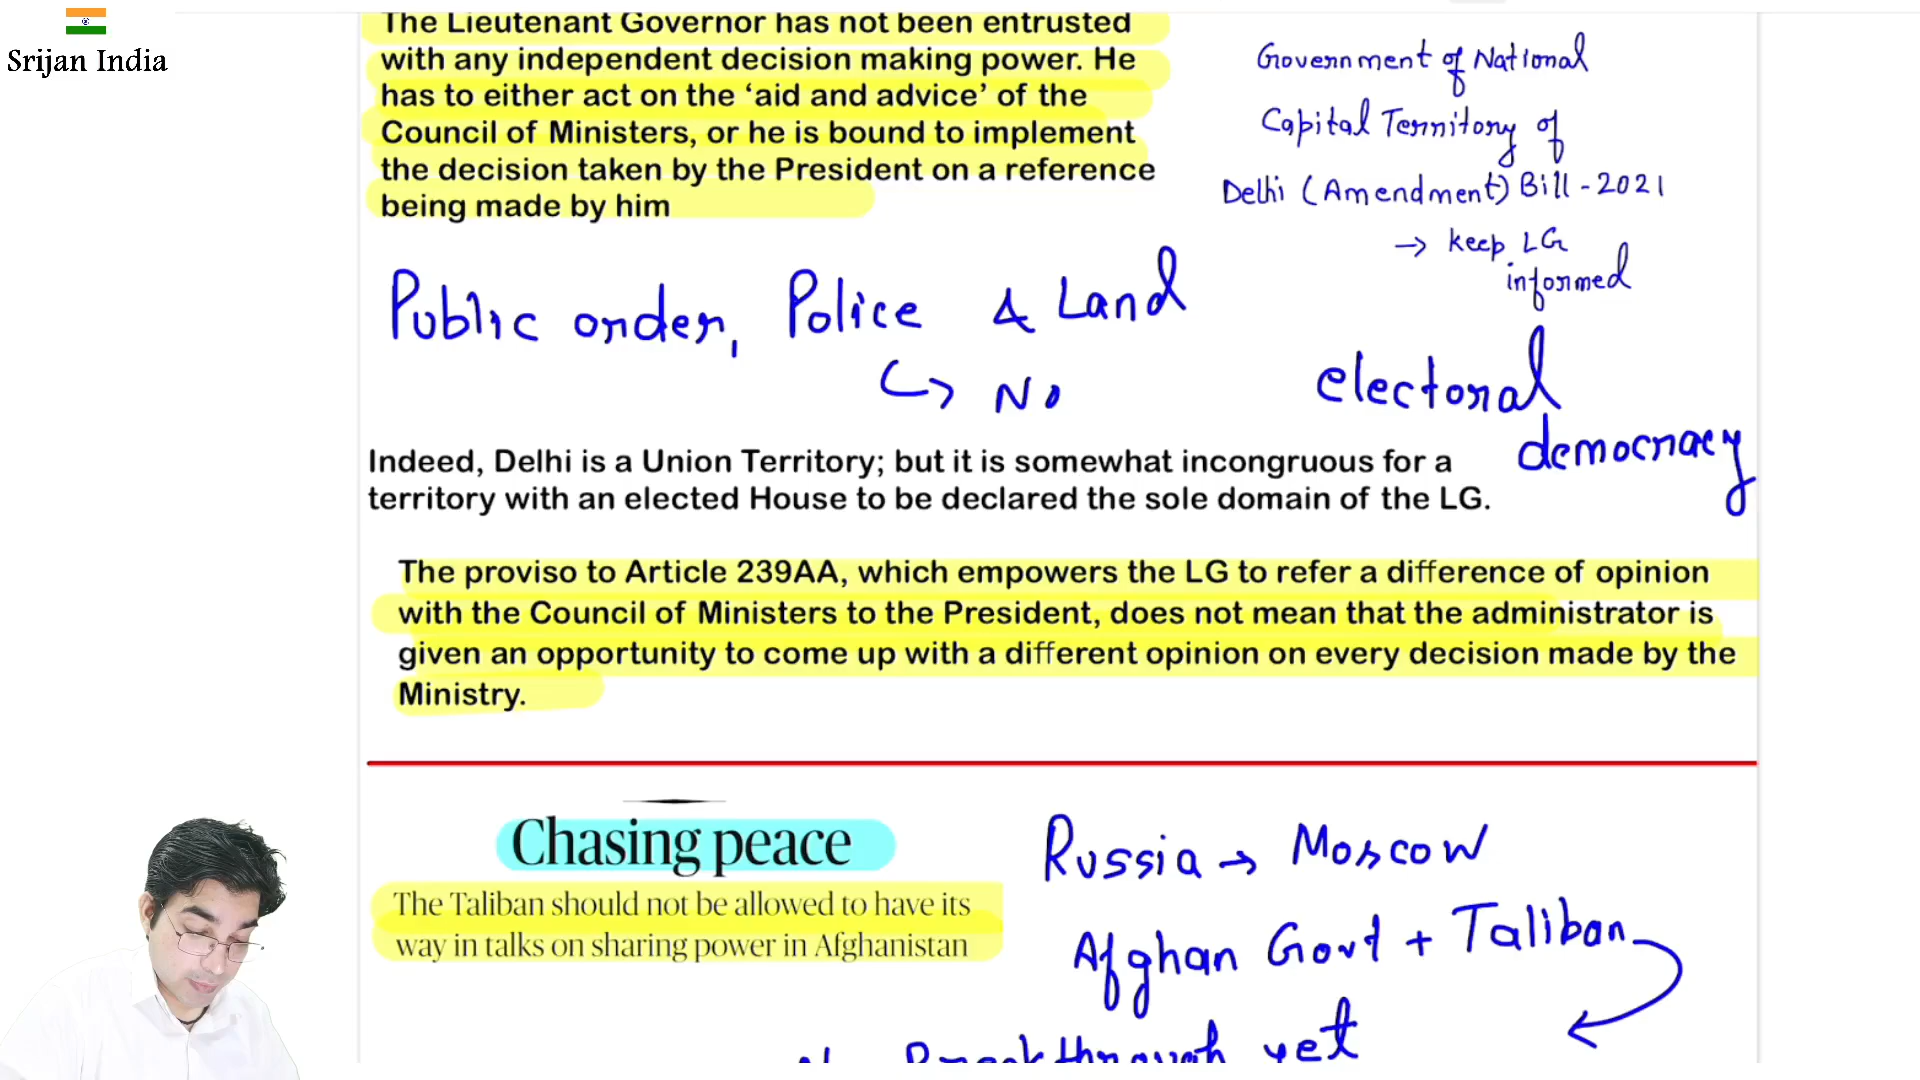 Srijan India
The Lieutenant Governor has not been entrusted
with any independent decision making power. He
has to either act on the ‘aid and advice’ of the
Council of Ministers, or he is bound to implement
the decision taken by the President on a reference
being made by him
Government of National
Capital Territory of
Delhi (Amendment) Bill - 2021
→ keep LG
informed
Public order, Police & Land
↳ No
electoral
democracy
Indeed, Delhi is a Union Territory; but it is somewhat incongruous for a
territory with an elected House to be declared the sole domain of the LG.
The proviso to Article 239AA, which empowers the LG to refer a difference of opinion
with the Council of Ministers to the President, does not mean that the administrator is
given an opportunity to come up with a different opinion on every decision made by the
Ministry.
Chasing peace
The Taliban should not be allowed to have its
way in talks on sharing power in Afghanistan
Russia → Moscow
Afghan Govt + Taliban
No Breakthrough yet